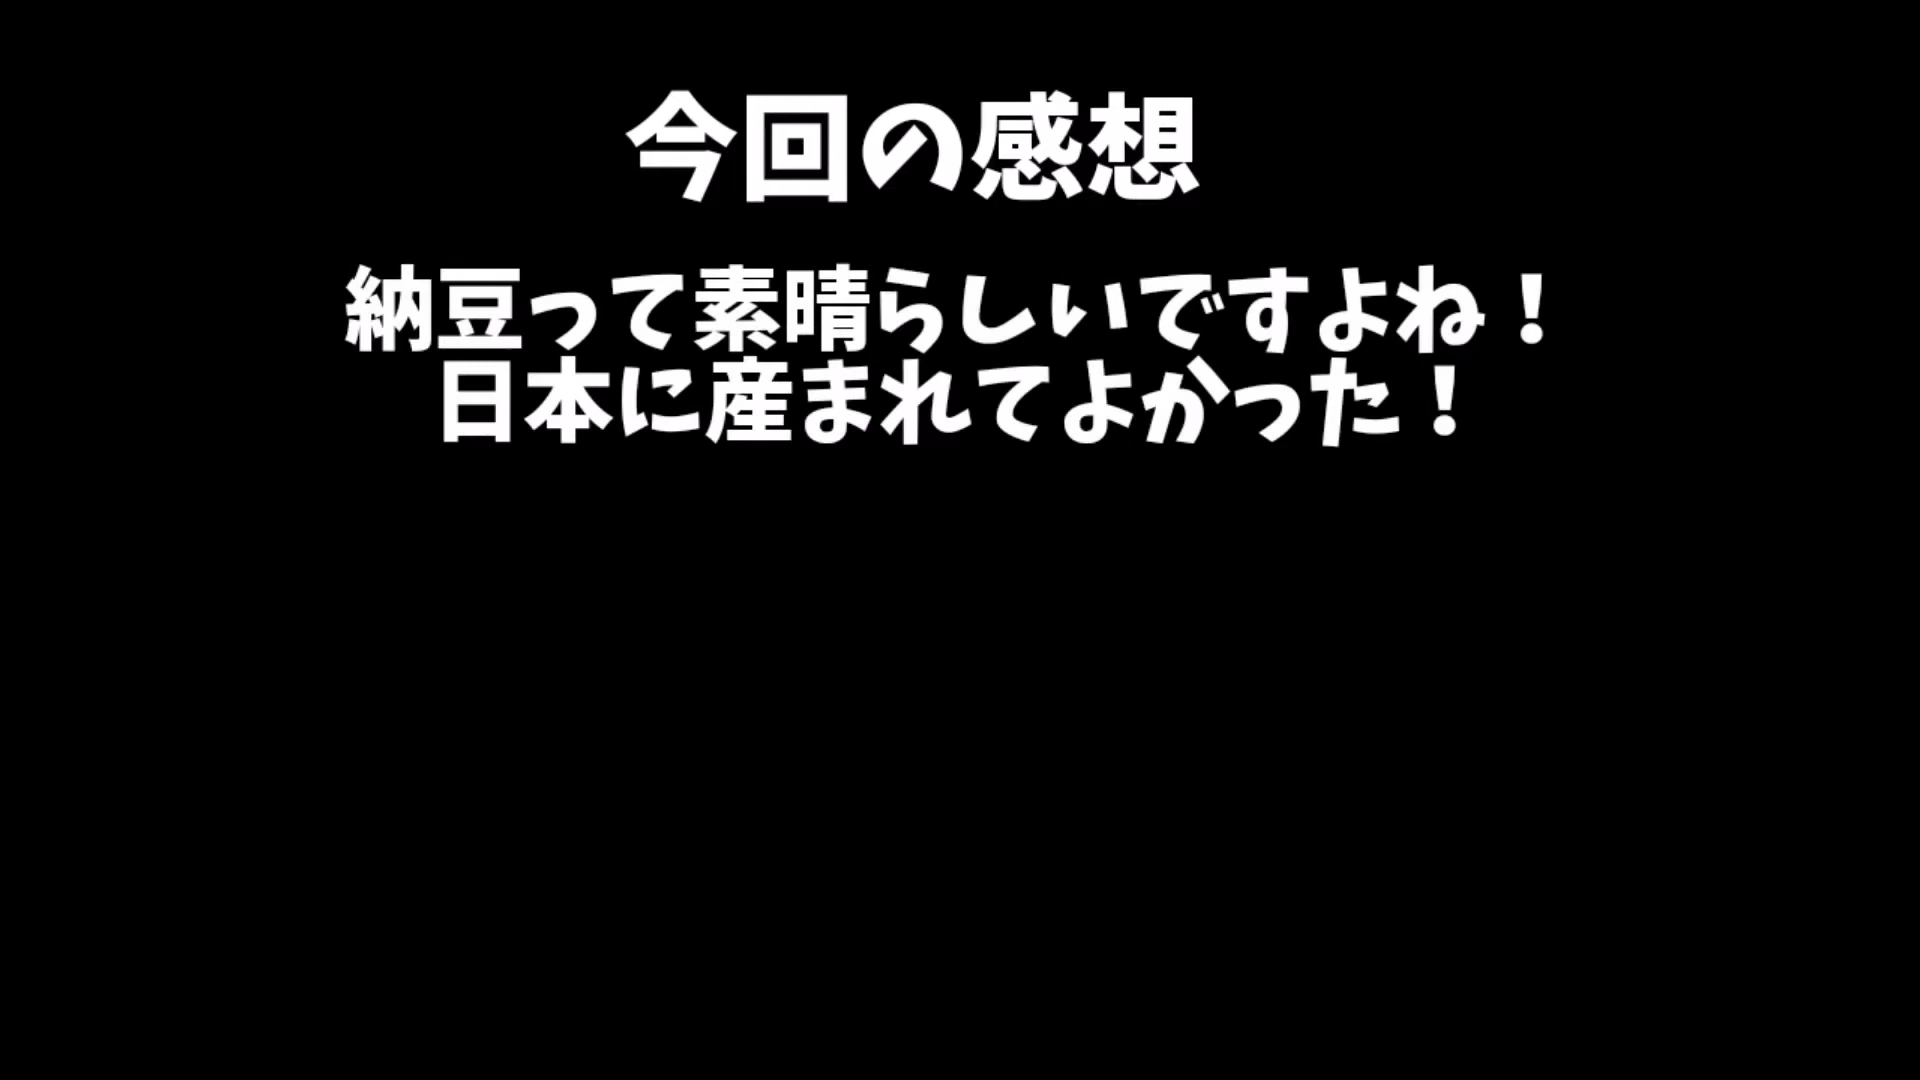 今回の感想
納豆って素晴らしいですよね！
日本に産まれてよかった！